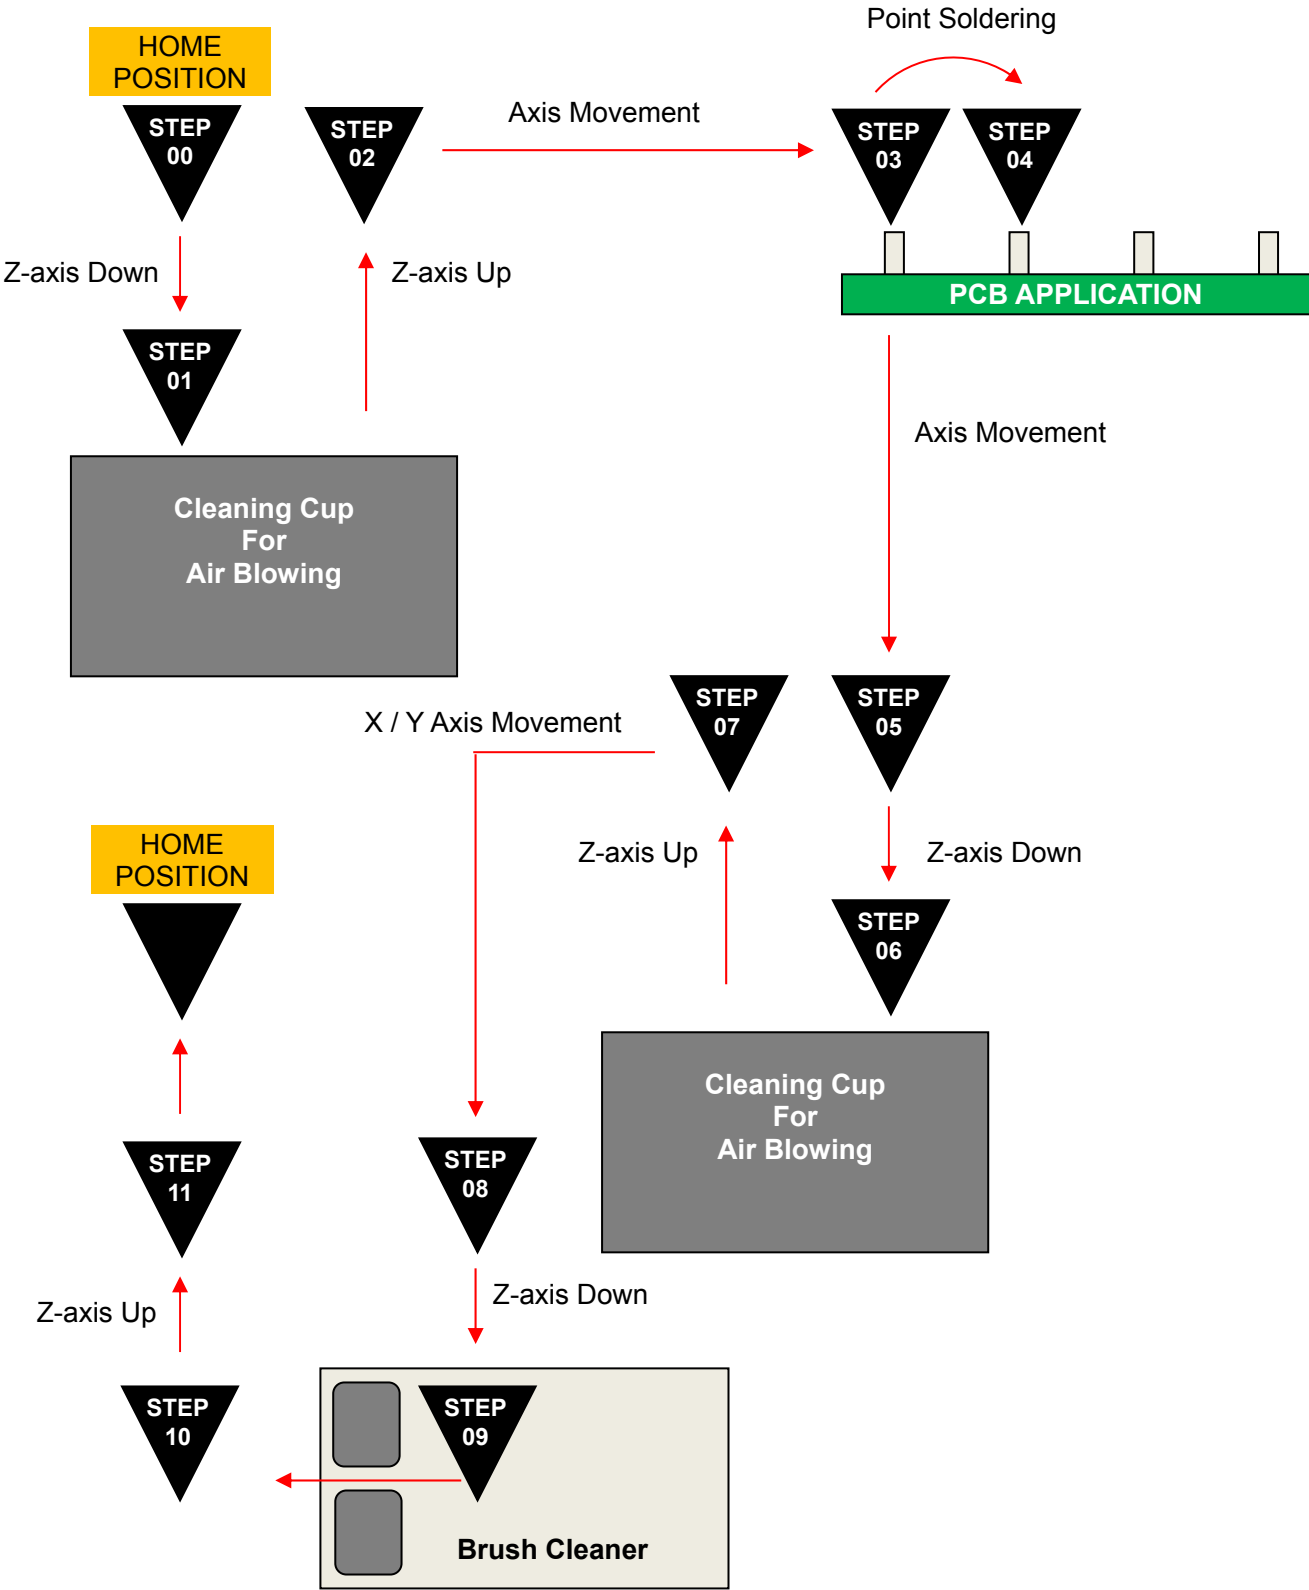 Point Soldering
HOME
POSITION
STEP
00
STEP
02
Axis Movement
STEP
03
STEP
04
Z-axis Down
Z-axis Up
PCB APPLICATION
STEP
01
Axis Movement
Cleaning Cup
For
Air Blowing
X / Y Axis Movement
STEP
07
STEP
05
HOME
POSITION
Z-axis Up
Z-axis Down
STEP
06
Cleaning Cup
For
Air Blowing
STEP
11
STEP
08
Z-axis Up
Z-axis Down
STEP
10
STEP
09
Brush Cleaner